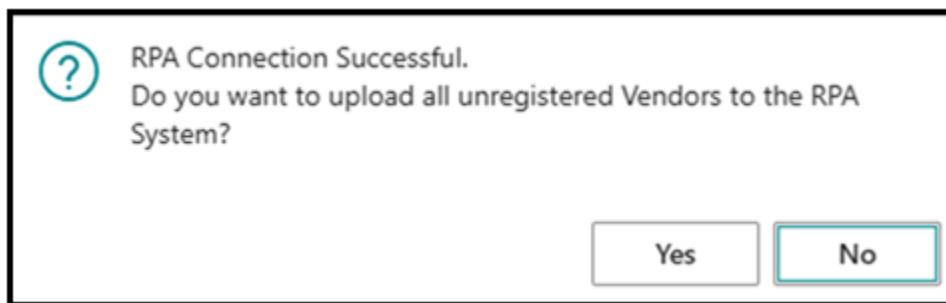 RPA Connection Successful.
Do you want to upload all unregistered Vendors to the RPA
System?
Yes
No